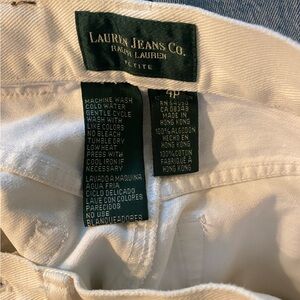 LAUREN JEANS CO.
RALPH LAUREN
PETITE
MACHINE WASH
COLD WATER
GENTLE CYCLE
WASH WITH
LIKE COLORS
NO BLEACH
TUMBLE DRY
LOW HEAT
PRESS WITH
COOL IRON IF
NECESSARY
LAVADO A MAQUINA
AGUA FRIA
CICLO DELICADO
LAVE CON COLORES
PARECIDOS
NO USE
BLANQUEADORES
4P
MADE IN
HONG KONG
100% ALGODON
HECHO EN
HONG KONG
100% COTON
FABRIQUE A
HONG KONG